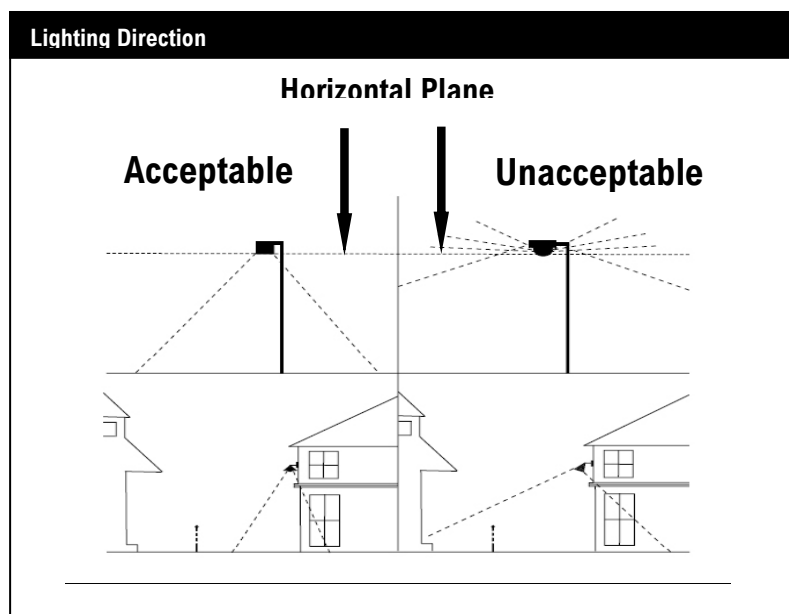 Lighting Direction
Horizontal Plane
Acceptable
Unacceptable